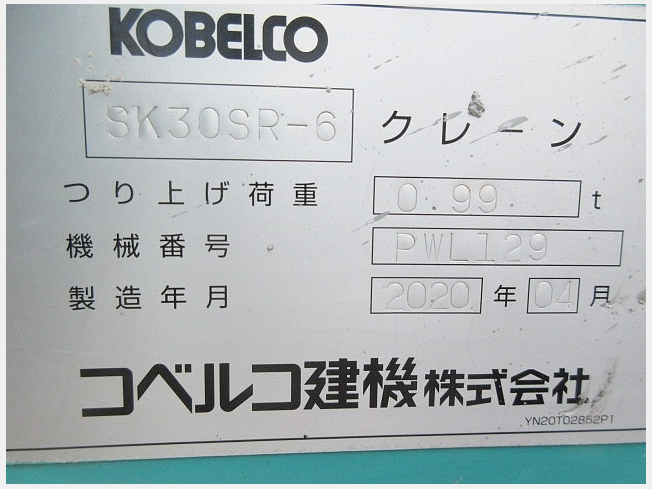 KOBELCO
SK30SR-6 クレーン
つり上げ荷重 0.99 t
機械番号 PWL129
製造年月 2020 年 04 月
コベルコ建機株式会社
YN20T02852P1